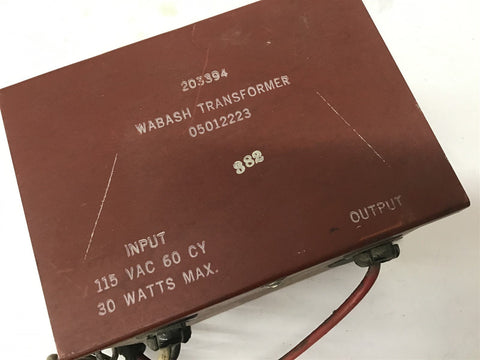 203394
WABASH TRANSFORMER
05012223
382
INPUT
115 VAC 60 CY
30 WATTS MAX.
OUTPUT